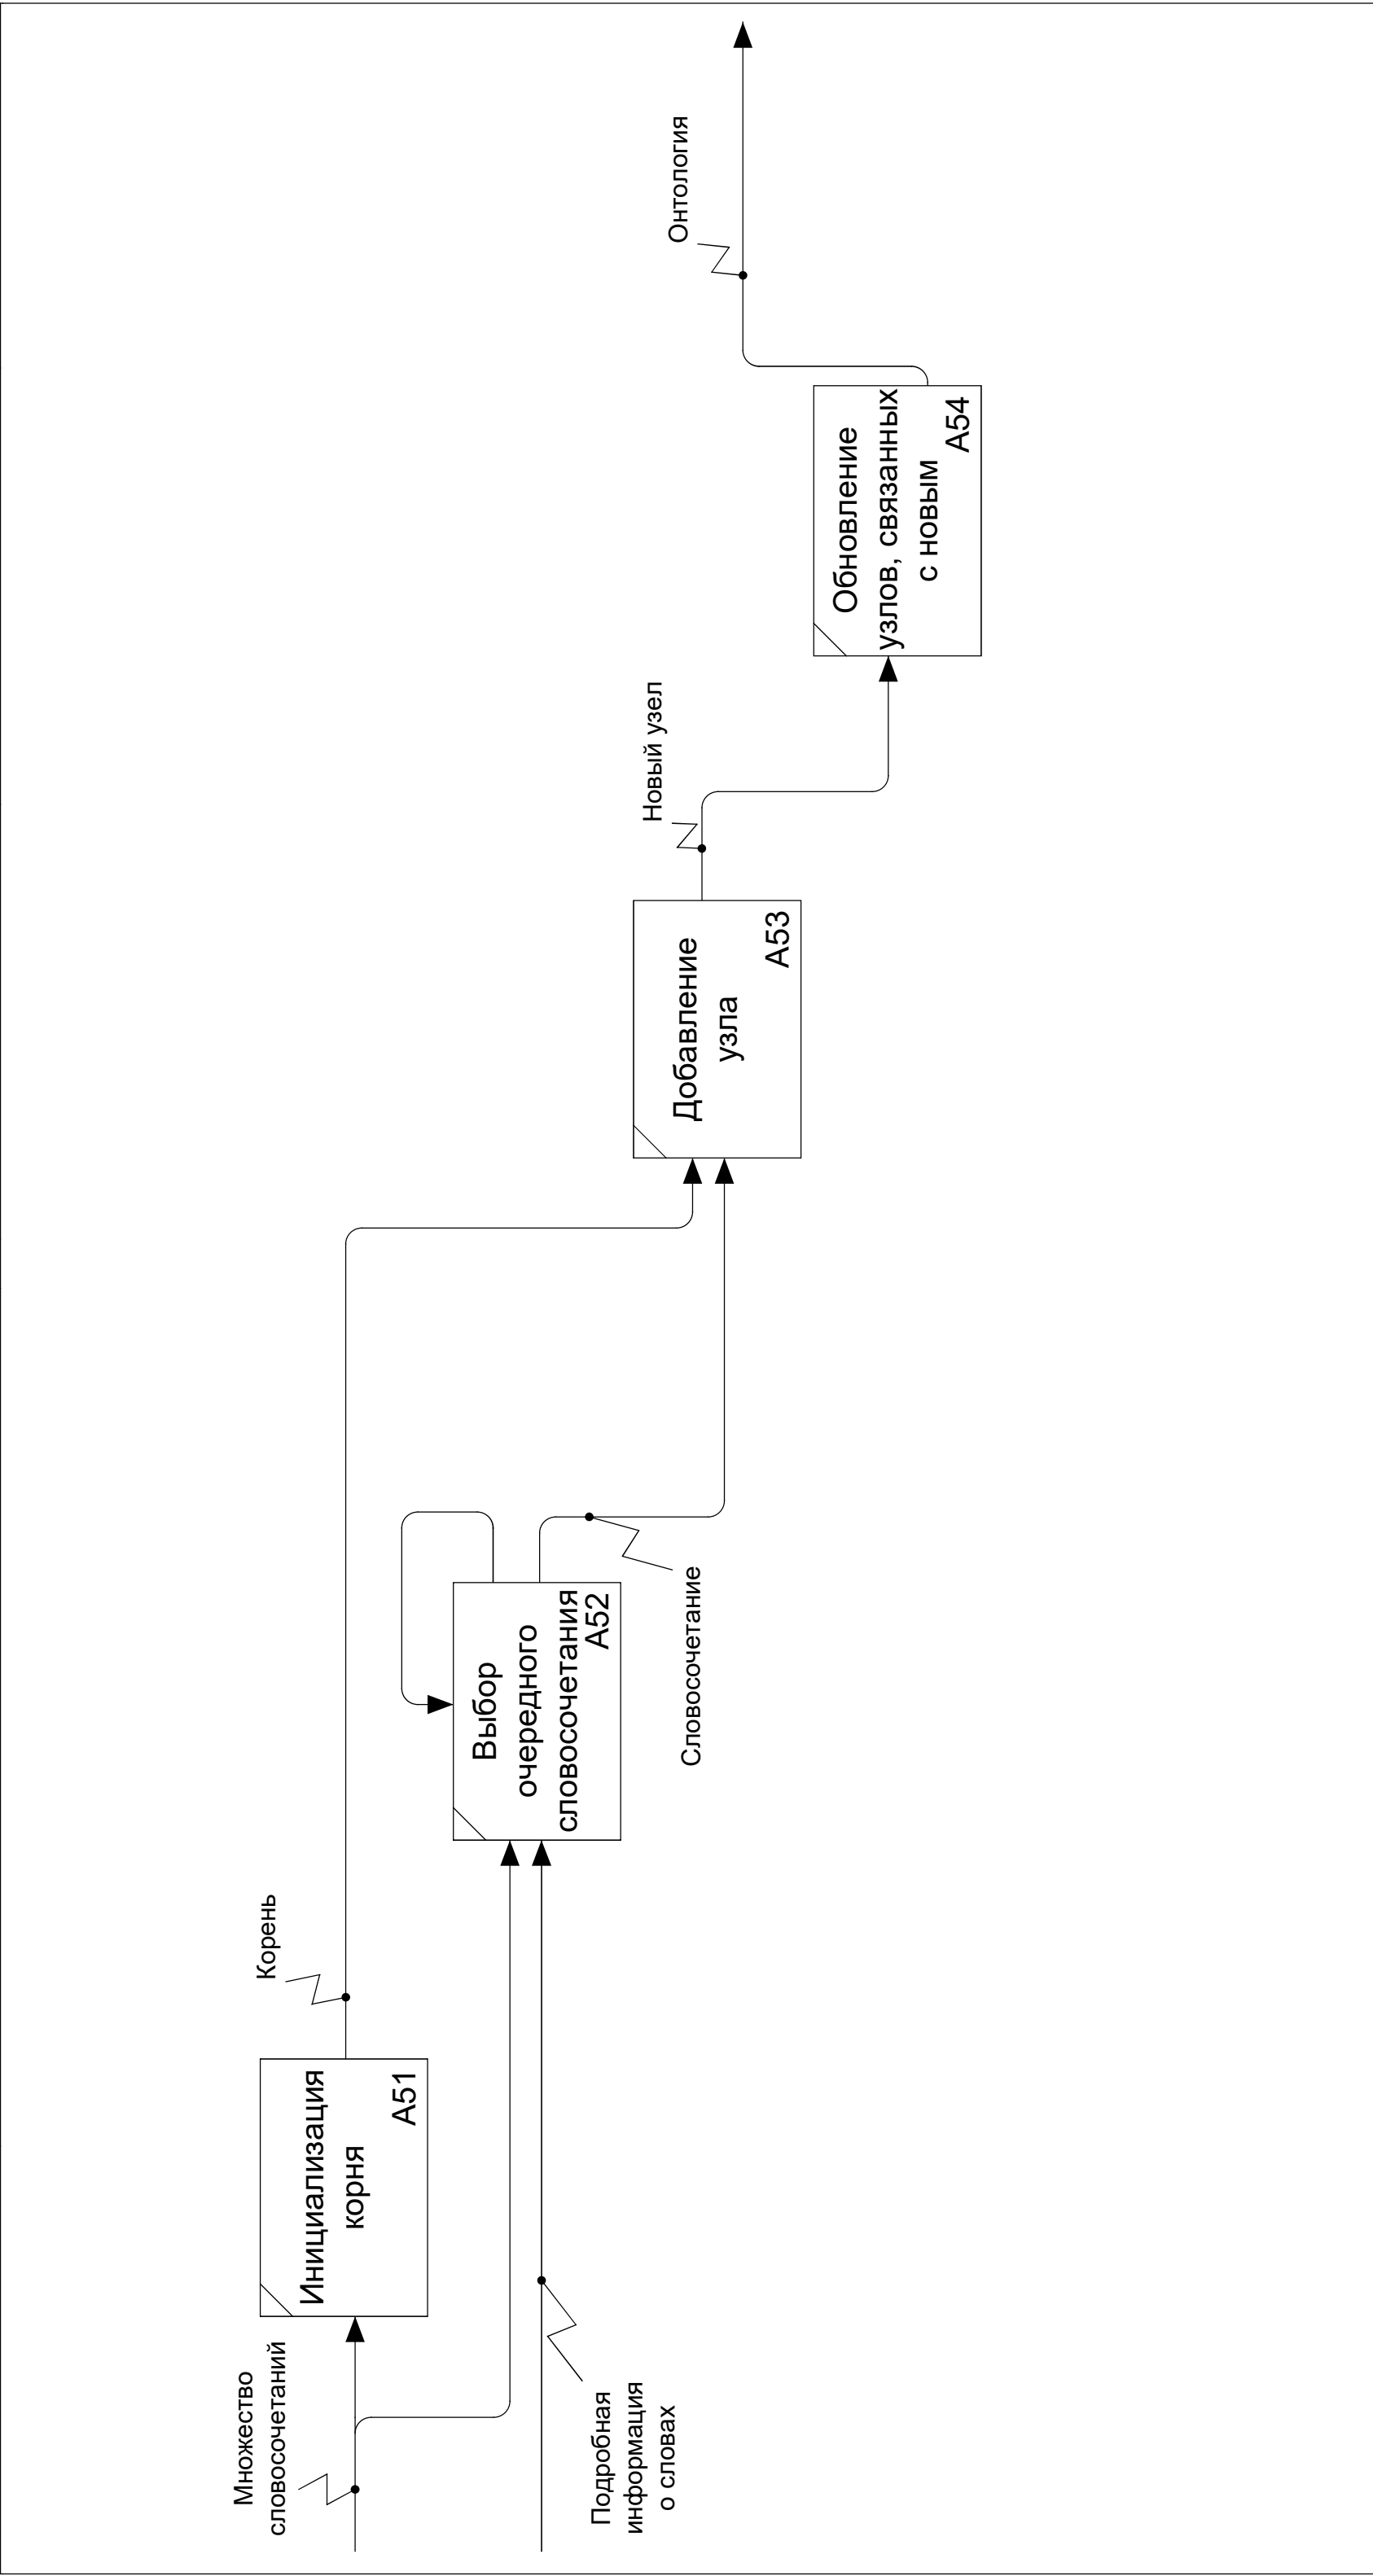 Множество
словосочетаний
Инициализация
корня
A51
Корень
Подробная
информация
о словах
Выбор
очередного
словосочетания
A52
Словосочетание
Добавление
узла
A53
Новый узел
Обновление
узлов, связанных
с новым
A54
Онтология